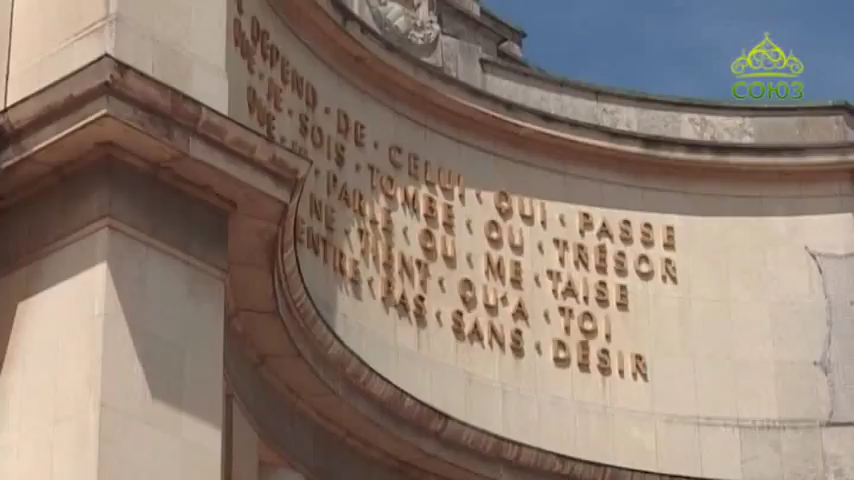 DÉPEND · DE · CELUI · QUI · PASSE
QUE · JE · SOIS · TOMBE · OU · TRÉSOR
QUE · JE · PARLE · OU · ME · TAISE
NE · TIENT · QU'A · TOI
ENTRE · PAS · SANS · DÉSIR
СОЮЗ